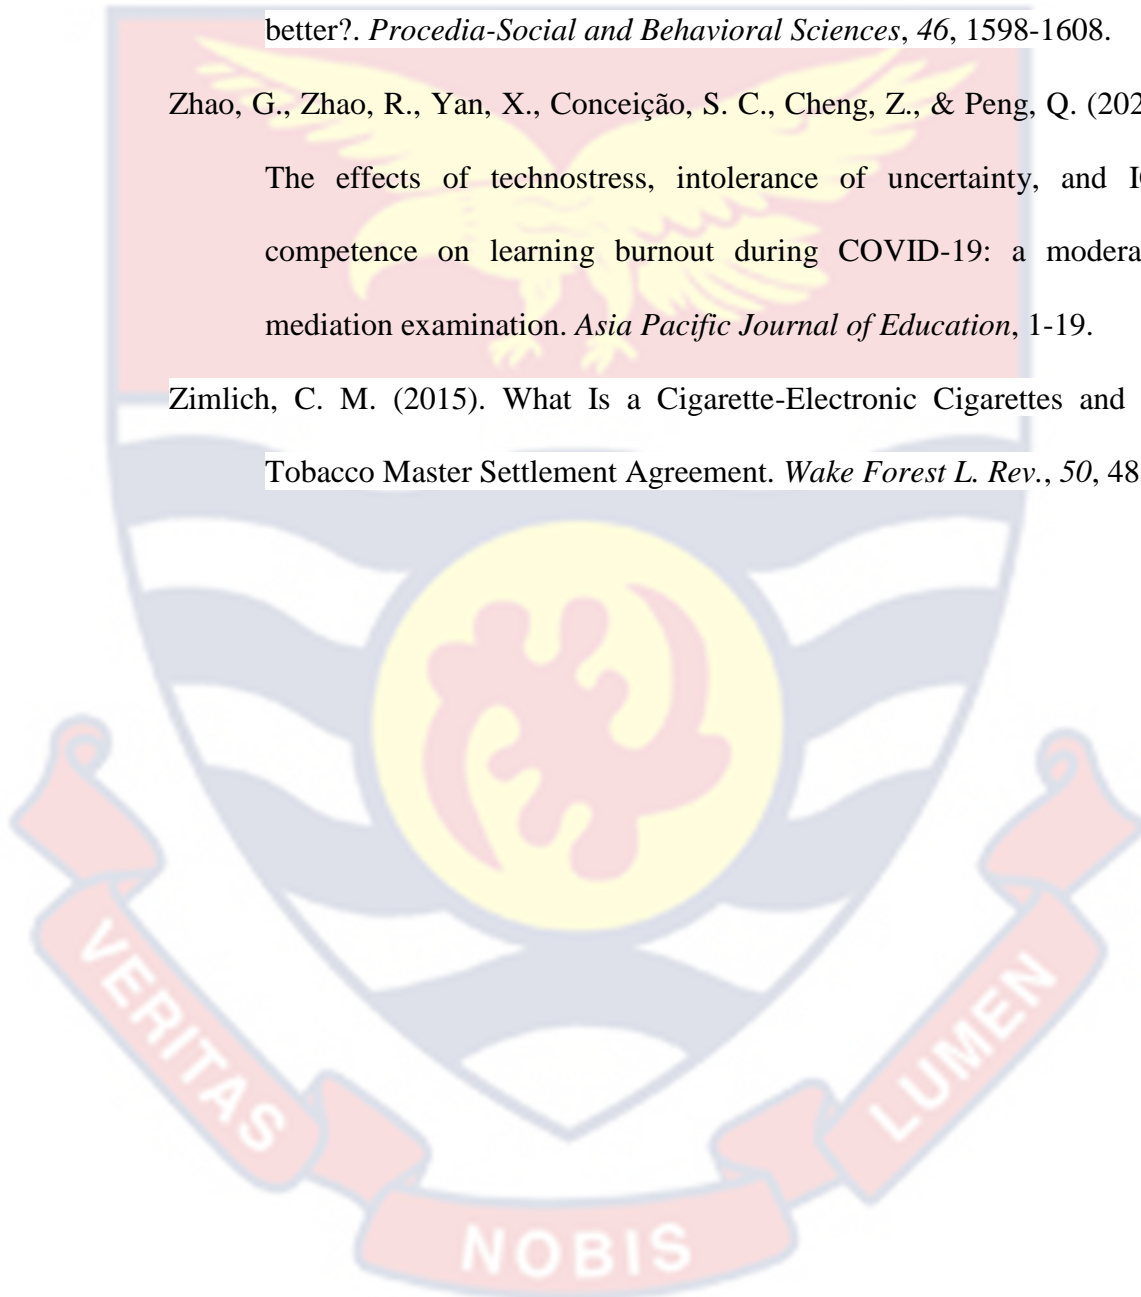 better?. Procedia-Social and Behavioral Sciences, 46, 1598-1608.
Zhao, G., Zhao, R., Yan, X., Conceição, S. C., Cheng, Z., & Peng, Q. (202
The effects of technostress, intolerance of uncertainty, and
competence on learning burnout during COVID-19: a
mediation examination. Asia Pacific Journal of Education, 1-19.
Zimlich, C. M. (2015). What Is a Cigarette-Electronic Cigarettes and
Tobacco Master Settlement Agreement. Wake Forest L. Rev., 50, 48
VERITAS
NOBIS
LUMEN